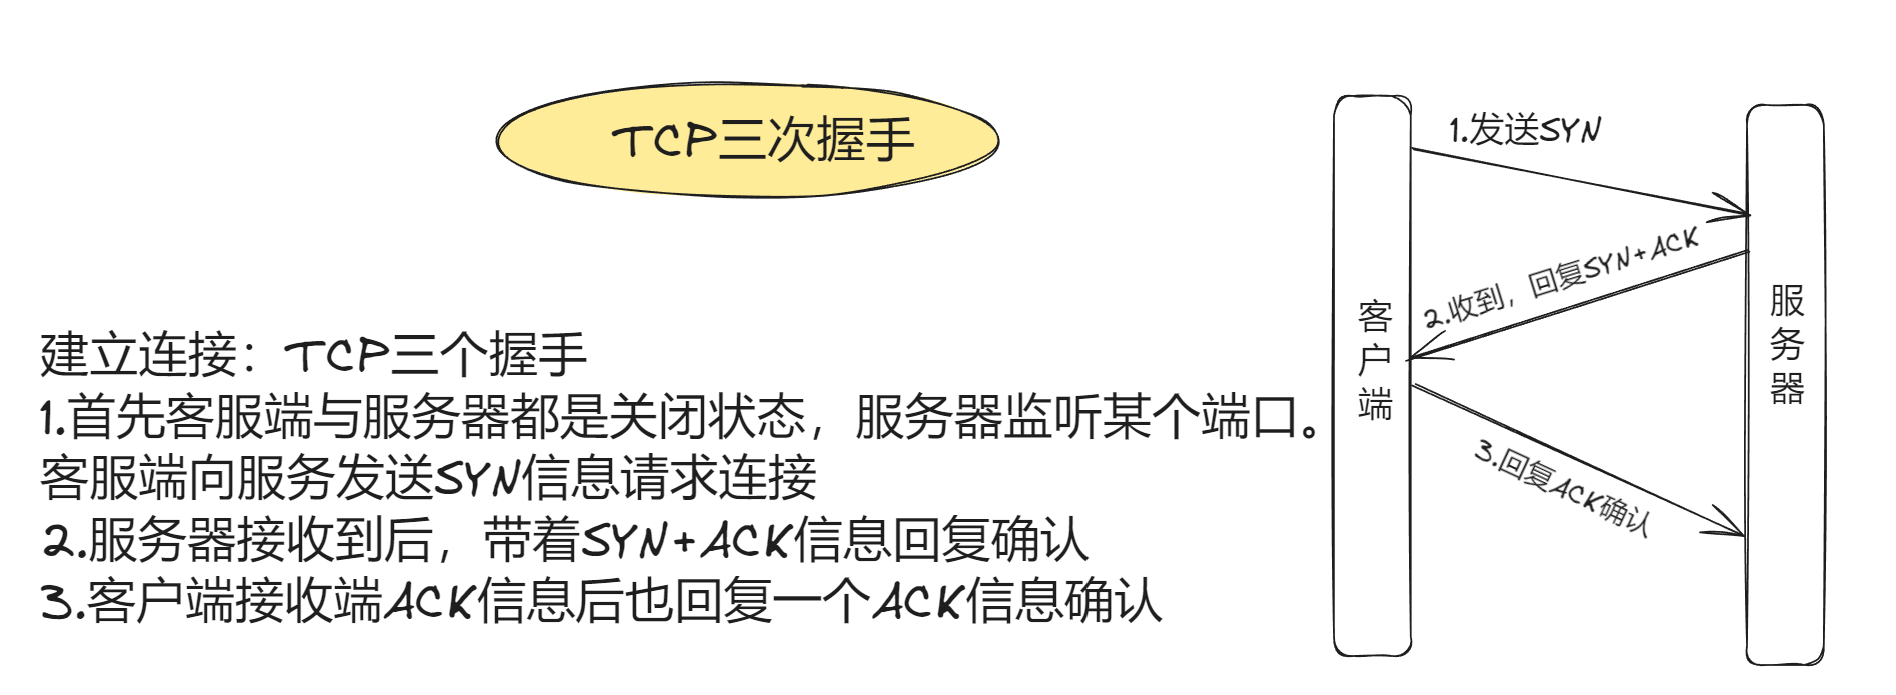 TCP三次握手
建立连接：TCP三个握手
1.首先客服端与服务器都是关闭状态，服务器监听某个端口。
客服端向服务发送SYN信息请求连接
2.服务器接收到后，带着SYN+ACK信息回复确认
3.客户端接收端ACK信息后也回复一个ACK信息确认
客户端
1.发送SYN
2.收到，回复SYN+ACK
3.回复ACK确认
服务器